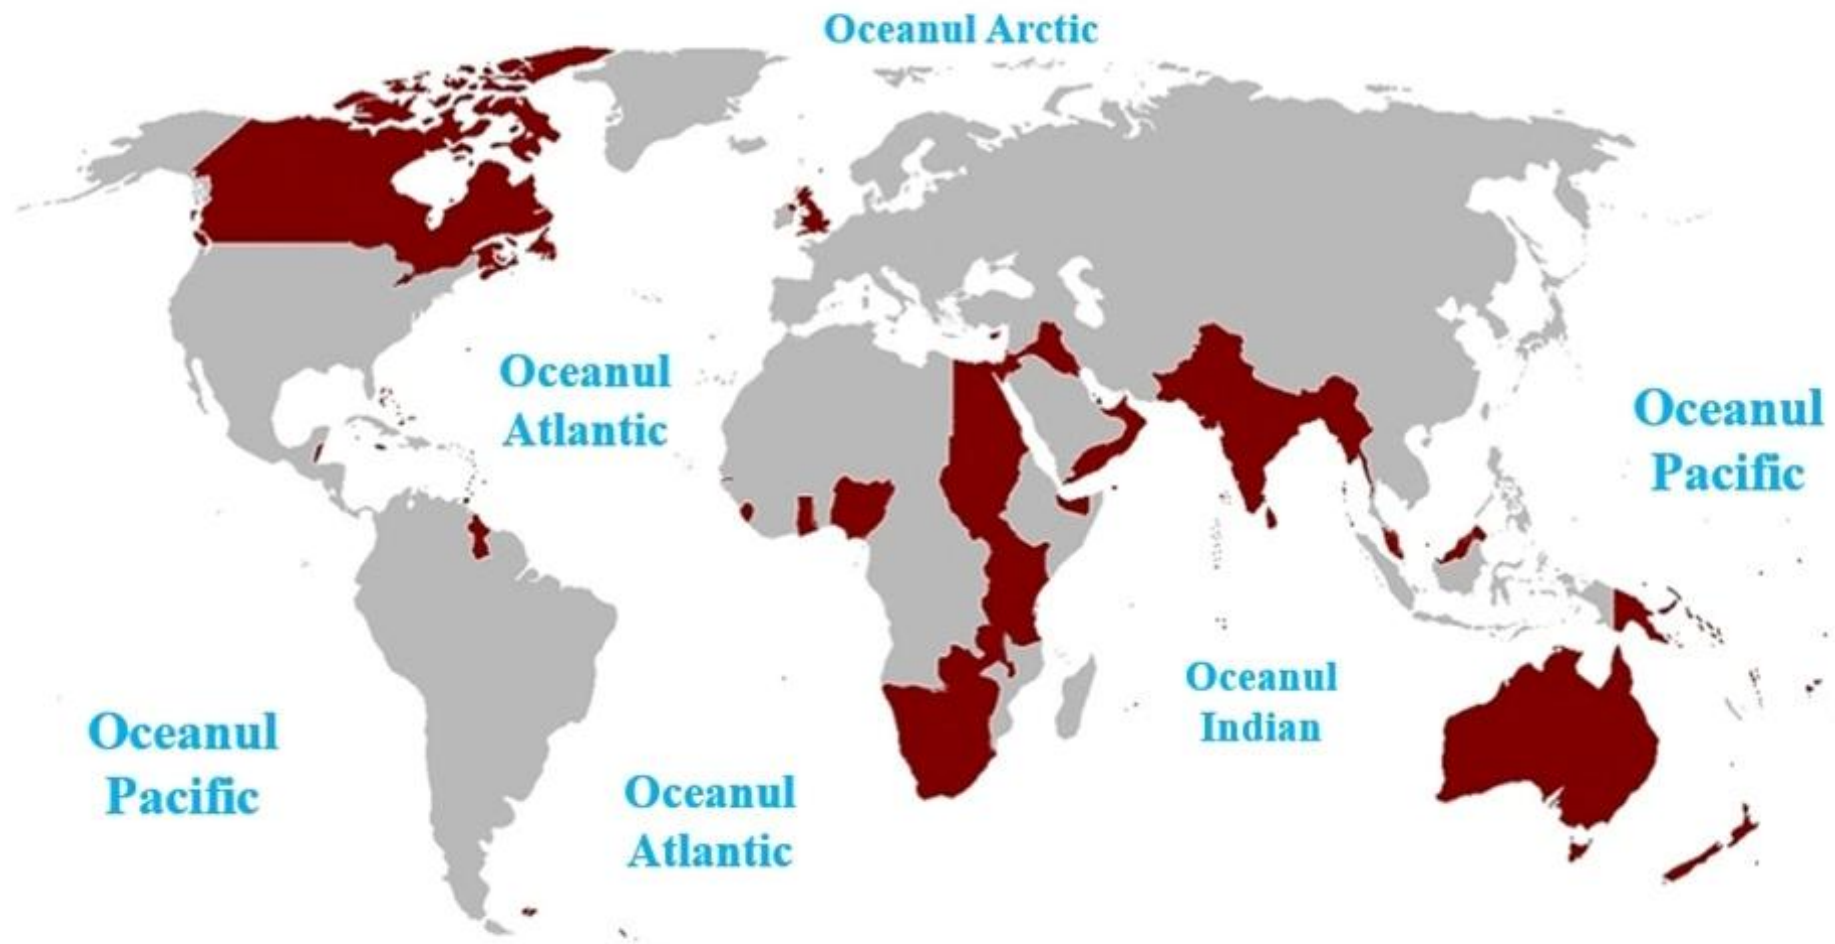 Oceanul Arctic
Oceanul
Atlantic
Oceanul
Pacific
Oceanul
Indian
Oceanul
Pacific
Oceanul
Atlantic